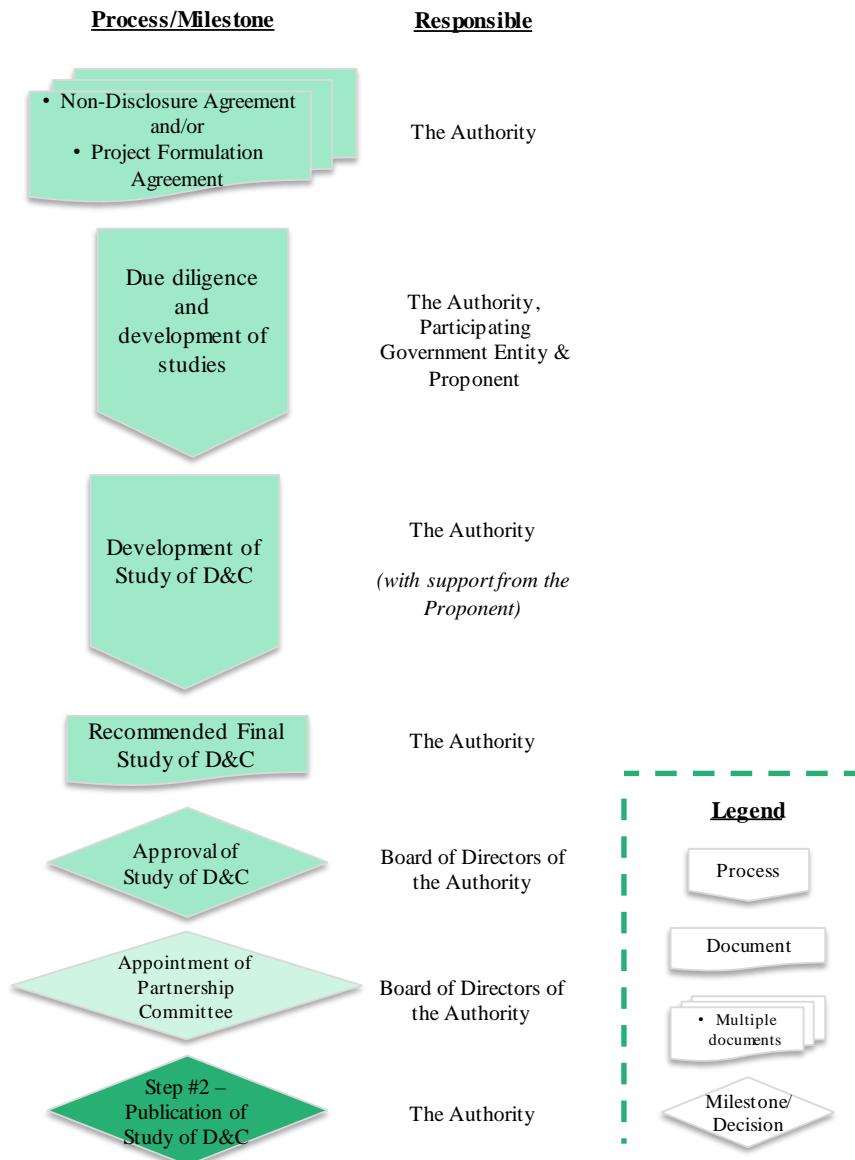 Process/Milestone
Responsible
• Non-Disclosure Agreement
and/or
• Project Formulation
Agreement
The Authority
Due diligence
and
development of
studies
The Authority,
Participating
Government Entity &
Proponent
Development of
Study of D&C
The Authority
(with support from the
Proponent)
Recommended Final
Study of D&C
The Authority
Approval of
Study of D&C
Board of Directors of
the Authority
Appointment of
Partnership
Committee
Board of Directors of
the Authority
Step #2 –
Publication of
Study of D&C
The Authority
Legend
Process
Document
• Multiple
documents
Milestone/
Decision